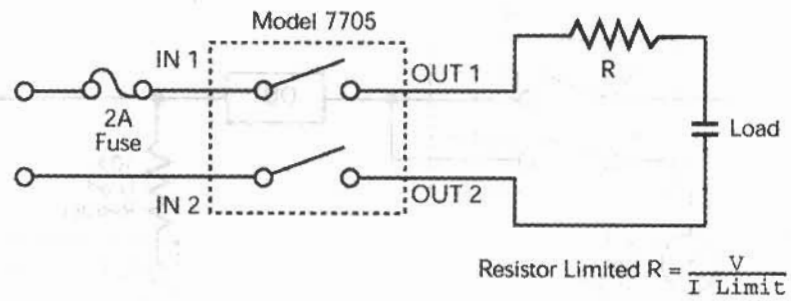 Model 7705
IN 1
OUT 1
R
2A
Fuse
Load
IN 2
OUT 2
Resistor Limited R = V
I Limit